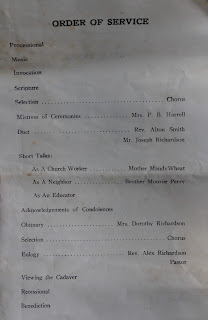 ORDER OF SERVICE
Processional
Music
Invocation
Scripture
Selection ........................ Chorus
Mistress of Ceremonies ............ Mrs. P. B. Harrell
Duet ........................ Rev. Alton Smith
Mr. Joseph Richardson
Short Talks:
As A Church Worker ............ Mother Maude Wheat
As A Neighbor ............ Brother Monroe Perry
As An Educator
Acknowledgements of Condolences
Obituary ........................ Mrs. Dorothy Richardson
Selection ........................ Chorus
Eulogy ........................ Rev. Alex Richardson
Pastor
Viewing the Cadaver
Recessional
Benediction